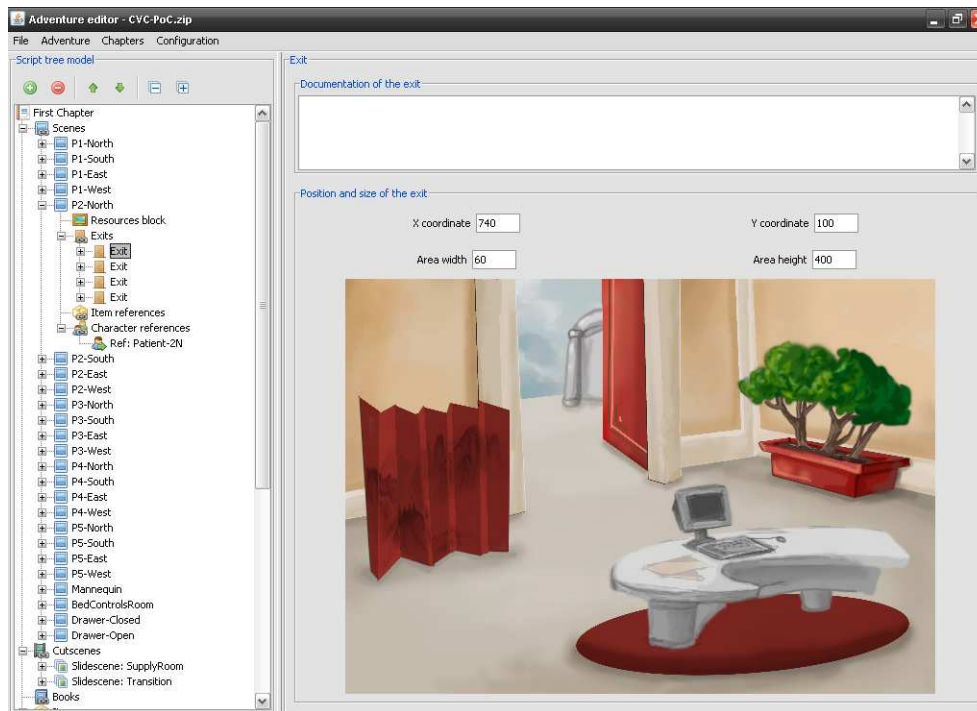 Adventure editor - CVC-PoC.zip
File Adventure Chapters Configuration
Script tree model
First Chapter
Scenes
P1-North
P1-South
P1-East
P1-West
P2-North
Resources block
Exits
Exit
Exit
Exit
Exit
Item references
Character references
Ref: Patient-2N
P2-South
P2-East
P2-West
P3-North
P3-South
P3-East
P3-West
P4-North
P4-South
P4-East
P4-West
P5-North
P5-South
P5-East
P5-West
Mannequin
BedControlsRoom
Drawer-Closed
Drawer-Open
Cutscenes
Slidescene: SupplyRoom
Slidescene: Transition
Books
Exit
Documentation of the exit
Position and size of the exit
X coordinate 740 Y coordinate 100
Area width 60 Area height 400